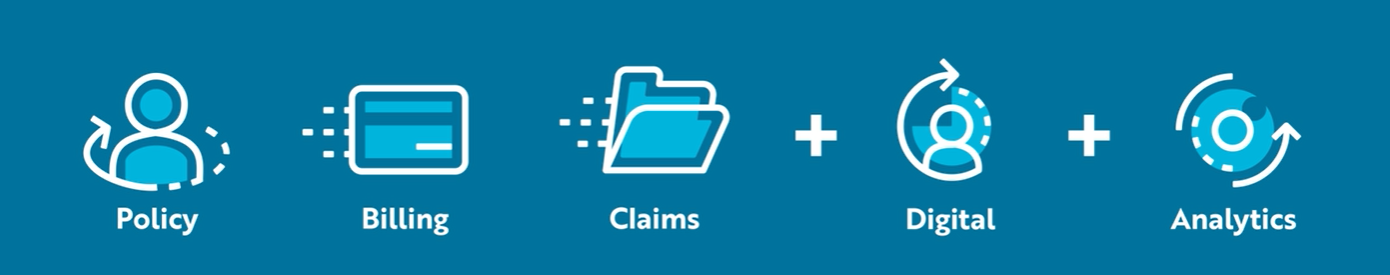 Policy Billing Claims + Digital + Analytics